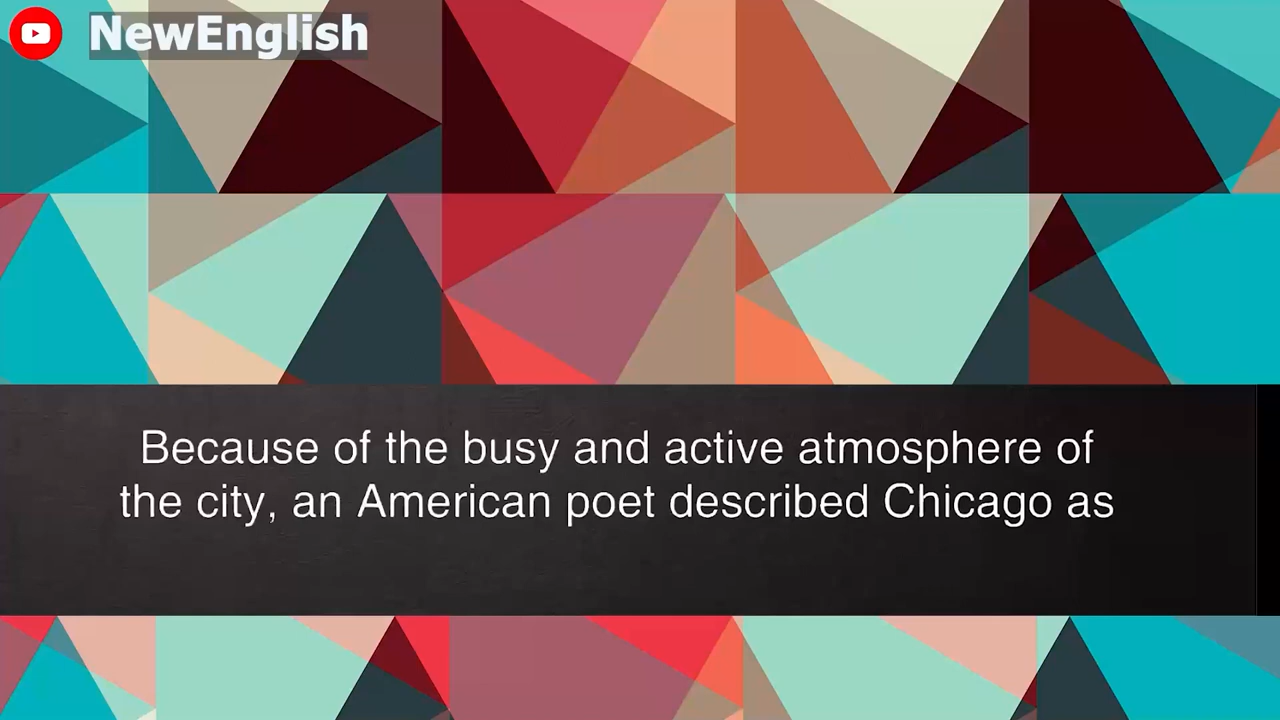 NewEnglish
Because of the busy and active atmosphere of
the city, an American poet described Chicago as